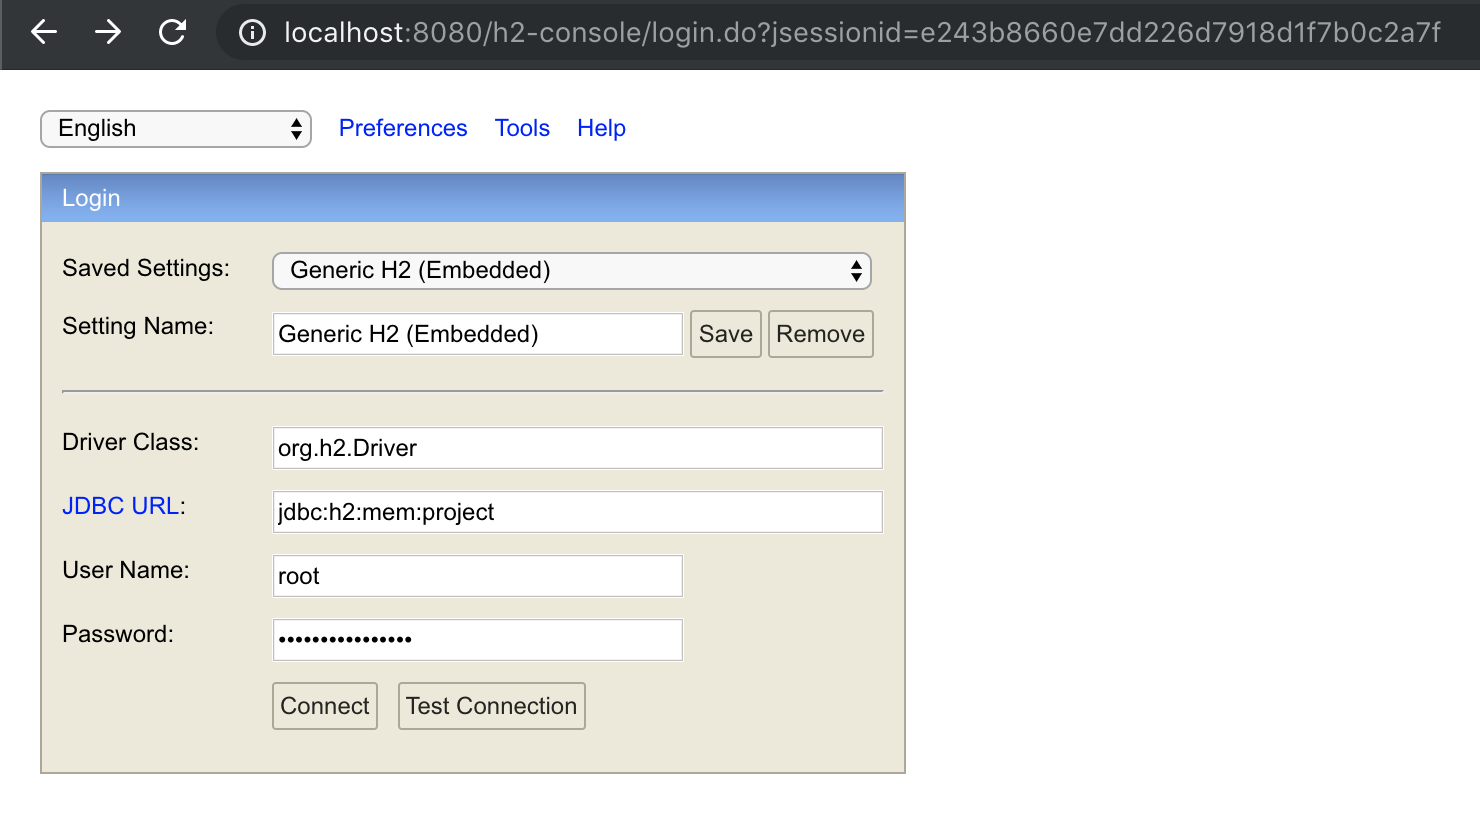 localhost:8080/h2-console/login.do?jsessionid=e243b8660e7dd226d7918d1f7b0c2a7f
English Preferences Tools Help
Login
Saved Settings: Generic H2 (Embedded)
Setting Name: Generic H2 (Embedded) Save Remove
Driver Class: org.h2.Driver
JDBC URL: jdbc:h2:mem:project
User Name: root
Password: ••••••••••••••••
Connect Test Connection